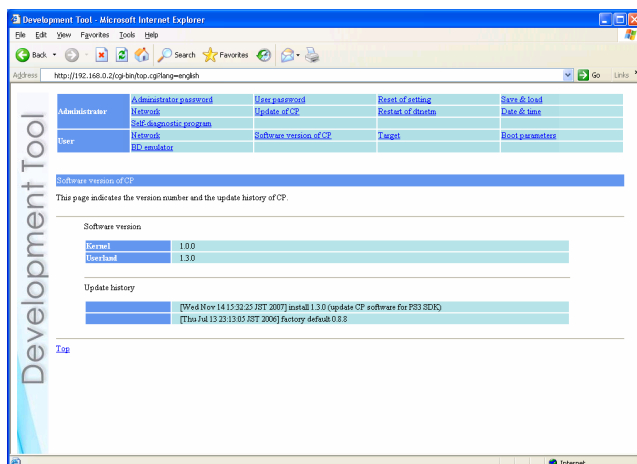 Development Tool - Microsoft Internet Explorer
File Edit View Favorites Tools Help
Back Search Favorites
Address http://192.168.0.2/cgi-bin/top.cgi?lang=english Go Links
Development Tool
Administrator Administrator password User password Reset of setting Save & load
Network Update of CP Restart of dtnetm Date & time
Self-diagnostic program
User Network Software version of CP Target Boot parameters
BD emulator
Software version of CP
This page indicates the version number and the update history of CP.
Software version
Kernel 1.0.0
Userland 1.3.0
Update history
[Wed Nov 14 15:32:25 JST 2007] install 1.3.0 (update CP software for PS3 SDK)
[Thu Jul 13 23:13:05 JST 2006] factory default 0.8.8
Top
Internet